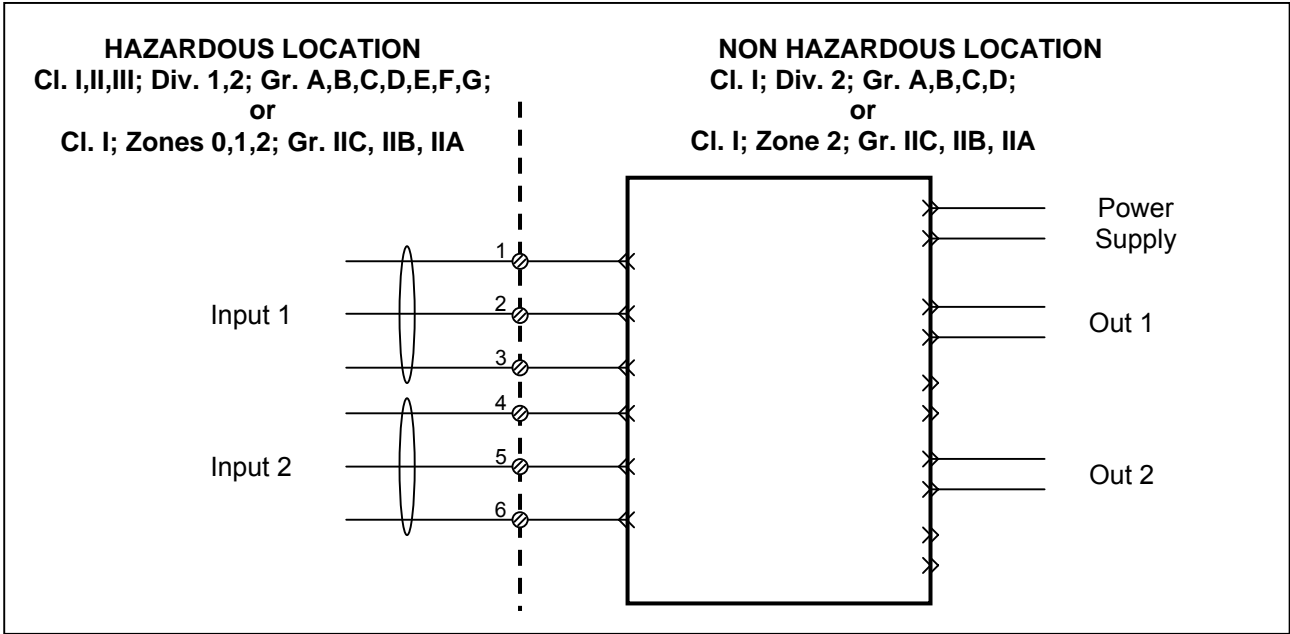 HAZARDOUS LOCATION
Cl. I,II,III; Div. 1,2; Gr. A,B,C,D,E,F,G;
or
Cl. I; Zones 0,1,2; Gr. IIC, IIB, IIA
NON HAZARDOUS LOCATION
Cl. I; Div. 2; Gr. A,B,C,D;
or
Cl. I; Zone 2; Gr. IIC, IIB, IIA
Input 1
1
2
3
Input 2
4
5
6
Power
Supply
Out 1
Out 2